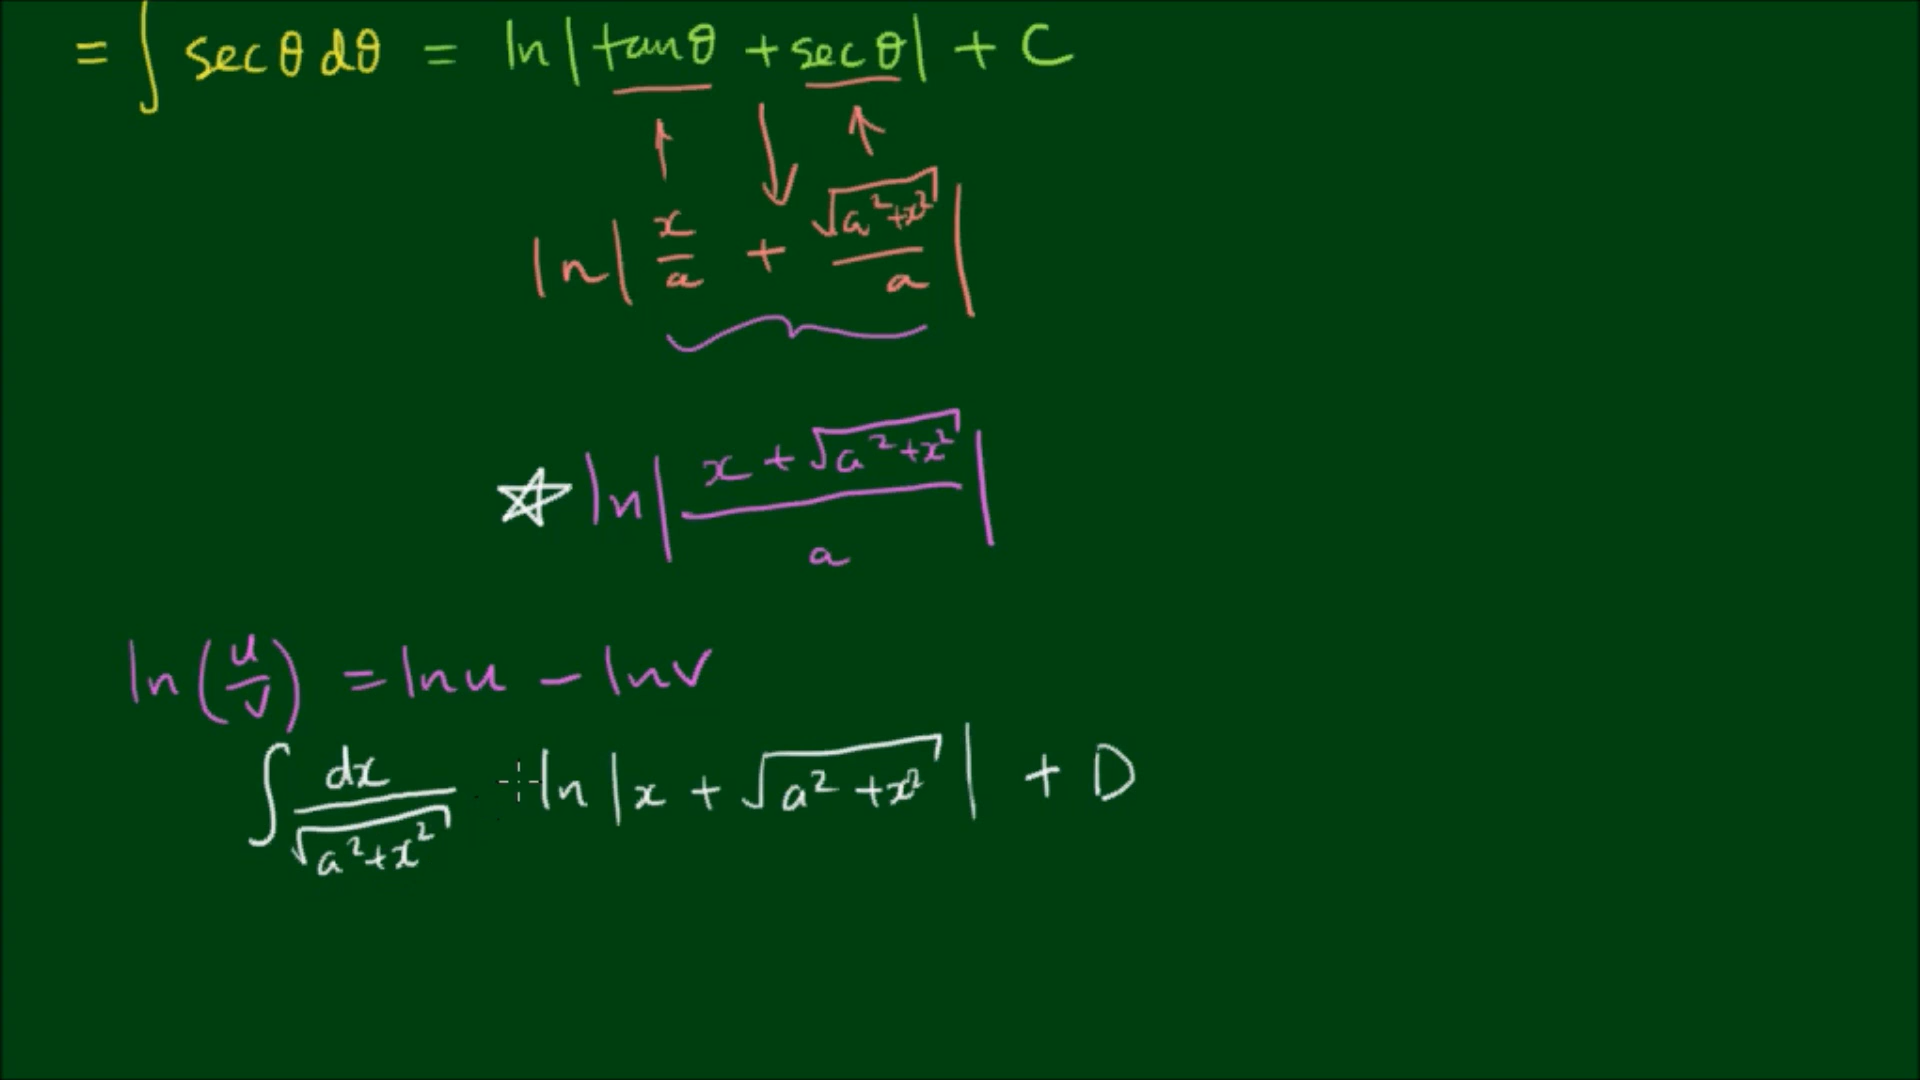 = ∫ sec θ dθ = ln | tan θ + sec θ | + C
ln | x/a + √(a² + x²)/a |
☆ ln | (x + √(a² + x²))/a |
ln(u/v) = ln u − ln v
∫ dx/√(a² + x²) ln | x + √(a² + x²) | + D